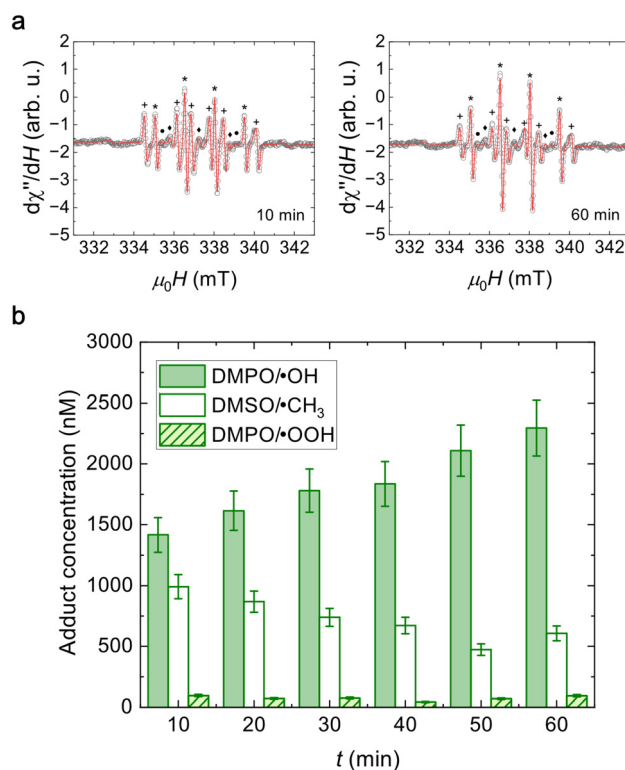 a
2
1
0
−1
−2
−3
−4
−5
dχ''/dH (arb. u.)
+ * • ♦ + * + ♦ + * + ♦ • * +
10 min
332 334 336 338 340 342
μ₀H (mT)
2
1
0
−1
−2
−3
−4
−5
dχ''/dH (arb. u.)
+ * • ♦ + * + ♦ + * + ♦ • * +
60 min
332 334 336 338 340 342
μ₀H (mT)
b
3000
2500
2000
1500
1000
500
0
Adduct concentration (nM)
DMPO/•OH
DMSO/•CH₃
DMPO/•OOH
10 20 30 40 50 60
t (min)